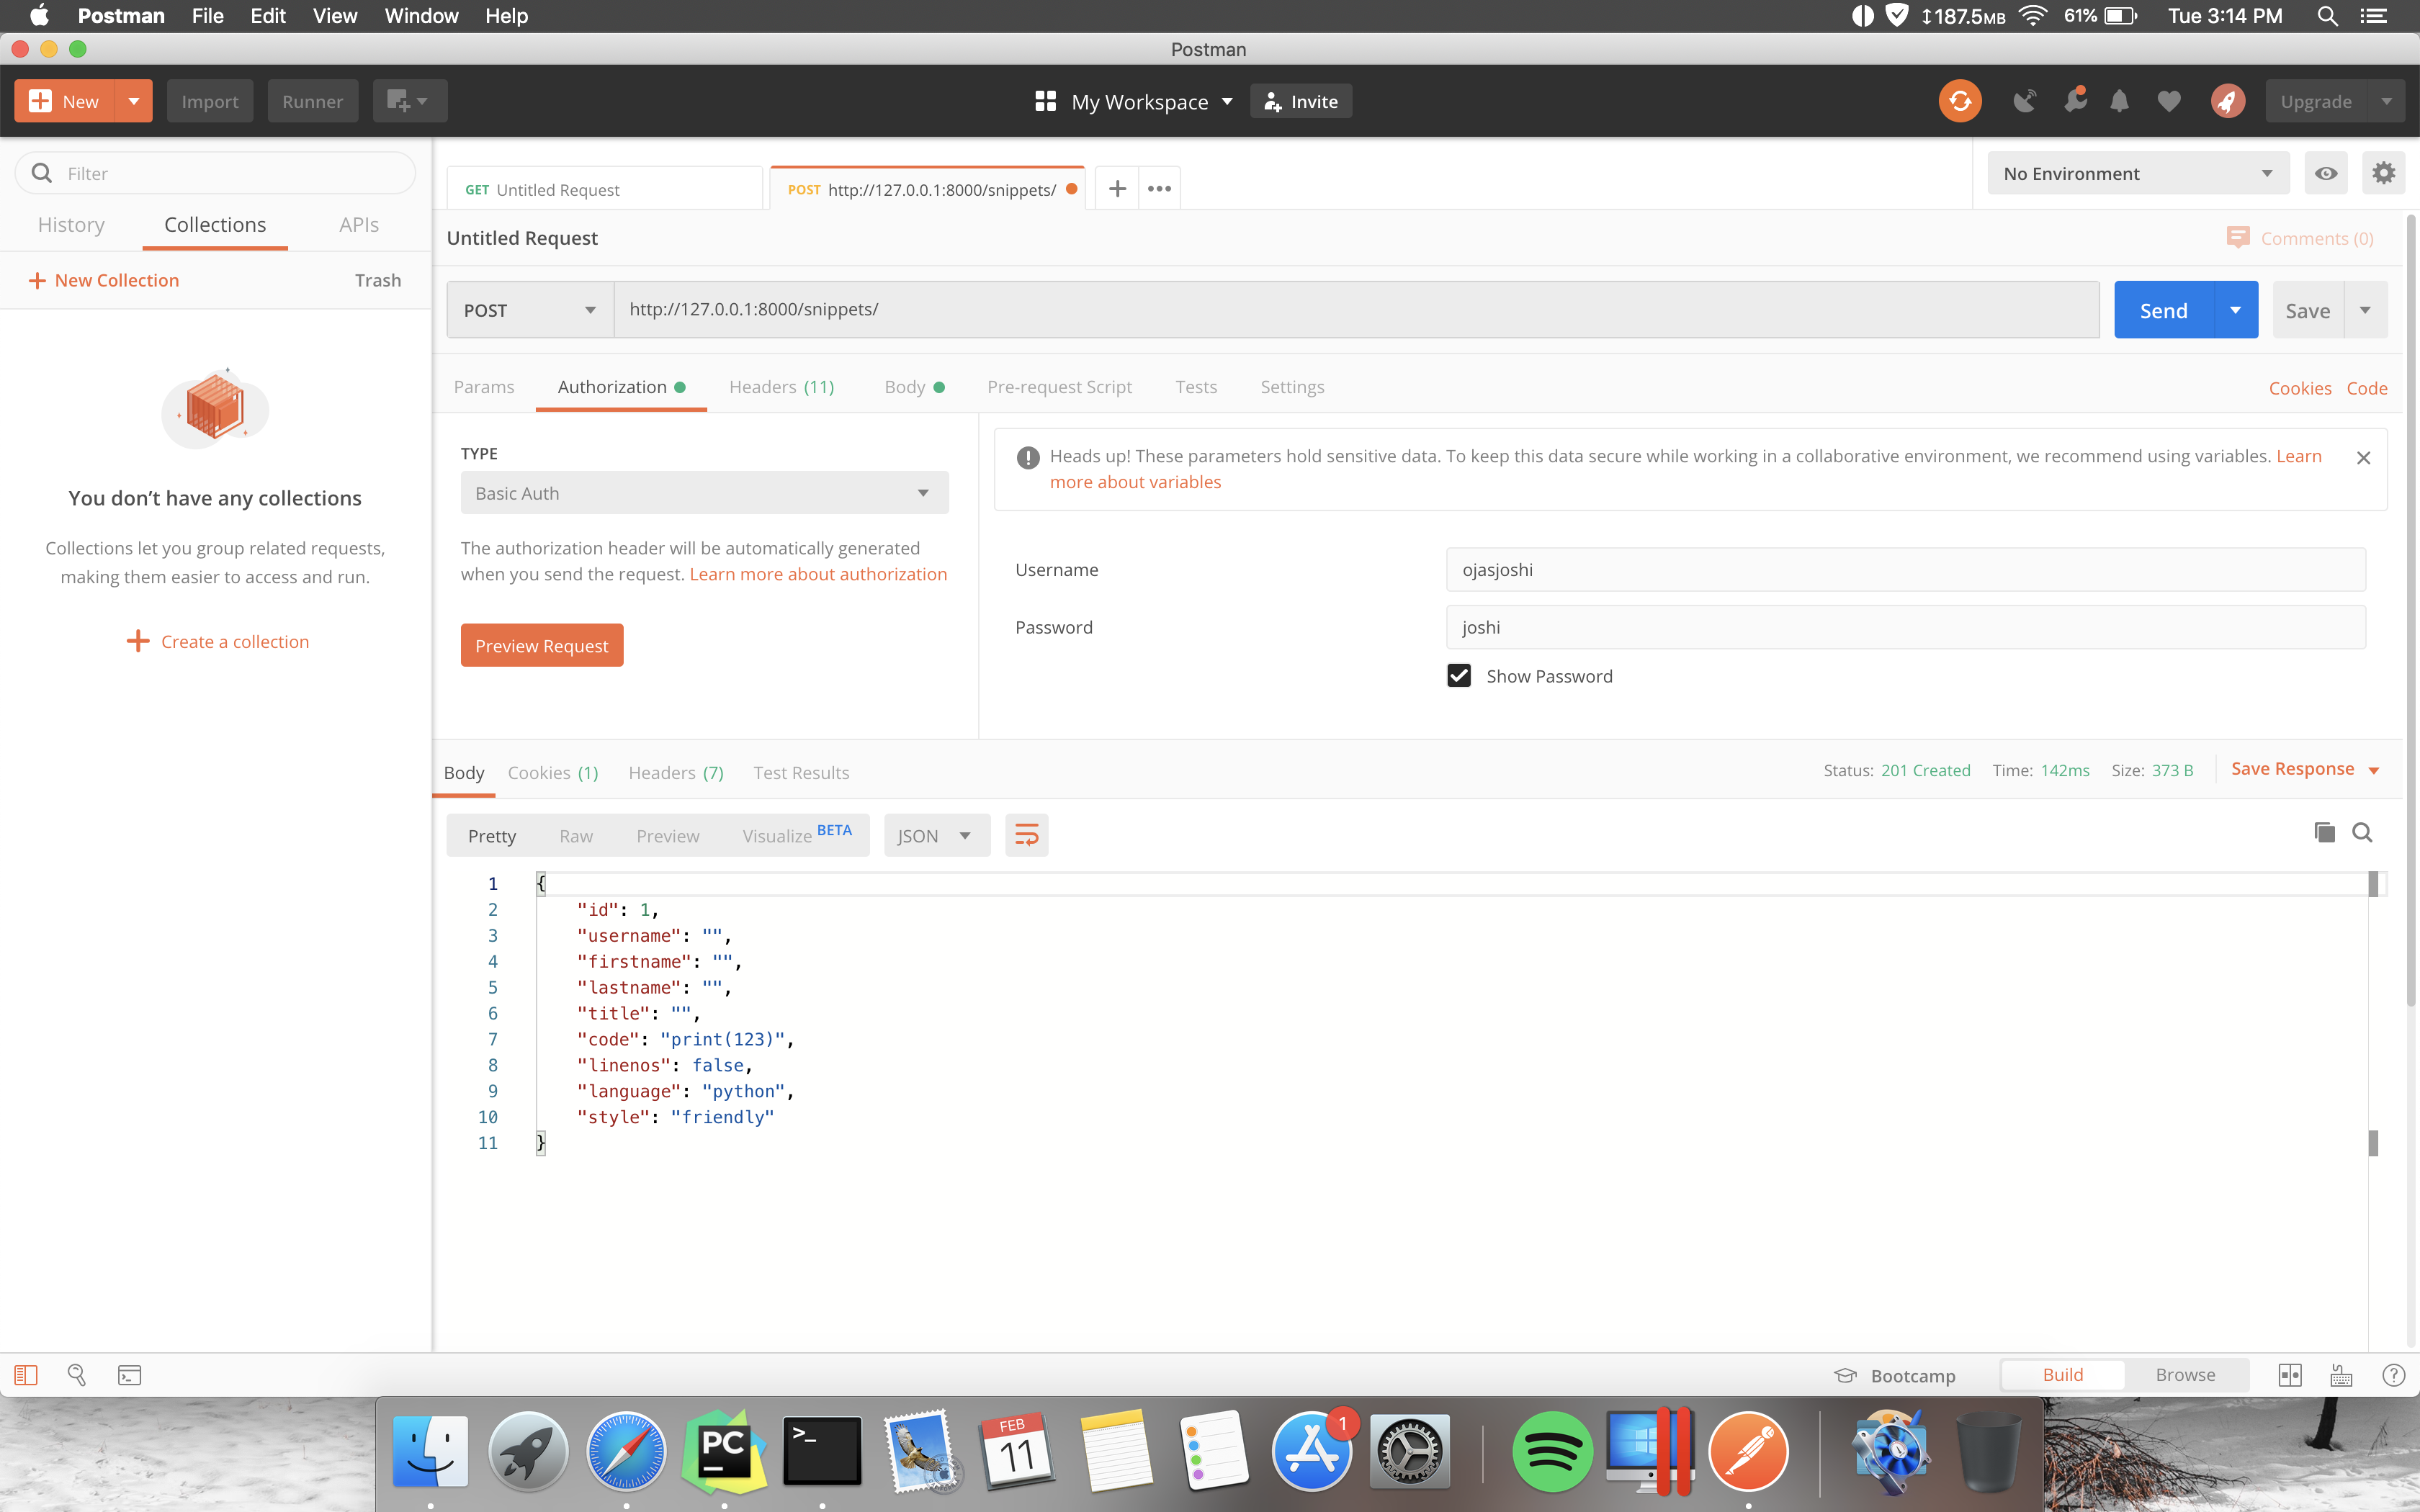 Postman File Edit View Window Help
187.5MB 61% Tue 3:14 PM
Postman
New Import Runner My Workspace Invite Upgrade
Filter
History Collections APIs
New Collection Trash
You don’t have any collections
Collections let you group related requests,
making them easier to access and run.
Create a collection
GET Untitled Request POST http://127.0.0.1:8000/snippets/ No Environment
Untitled Request Comments (0)
POST http://127.0.0.1:8000/snippets/ Send Save
Params Authorization Headers (11) Body Pre-request Script Tests Settings Cookies Code
TYPE
Basic Auth
The authorization header will be automatically generated
when you send the request. Learn more about authorization
Preview Request
Heads up! These parameters hold sensitive data. To keep this data secure while working in a collaborative environment, we recommend using variables. Learn
more about variables
Username ojasjoshi
Password joshi
Show Password
Body Cookies (1) Headers (7) Test Results Status: 201 Created Time: 142ms Size: 373 B Save Response
Pretty Raw Preview Visualize BETA JSON
1 {
2 "id": 1,
3 "username": "",
4 "firstname": "",
5 "lastname": "",
6 "title": "",
7 "code": "print(123)",
8 "linenos": false,
9 "language": "python",
10 "style": "friendly"
11 }
Bootcamp Build Browse
PC >_ FEB 11 1